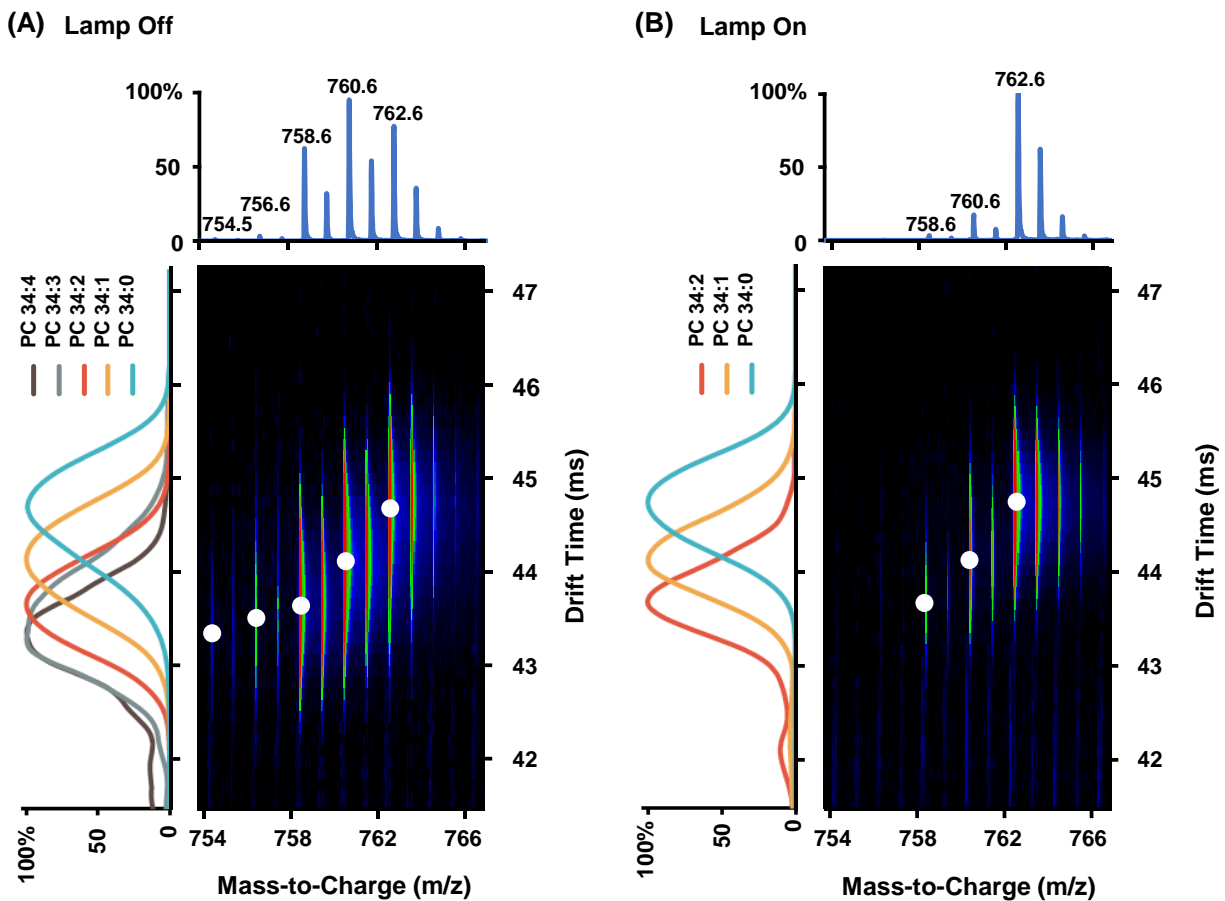 (A) Lamp Off
100%
50
0
754.5
756.6
758.6
760.6
762.6
PC 34:4
PC 34:3
PC 34:2
PC 34:1
PC 34:0
47
46
45
44
43
42
Drift Time (ms)
100%
50
0
754
758
762
766
Mass-to-Charge (m/z)
(B) Lamp On
100%
50
0
758.6
760.6
762.6
PC 34:2
PC 34:1
PC 34:0
47
46
45
44
43
42
Drift Time (ms)
100%
50
0
754
758
762
766
Mass-to-Charge (m/z)